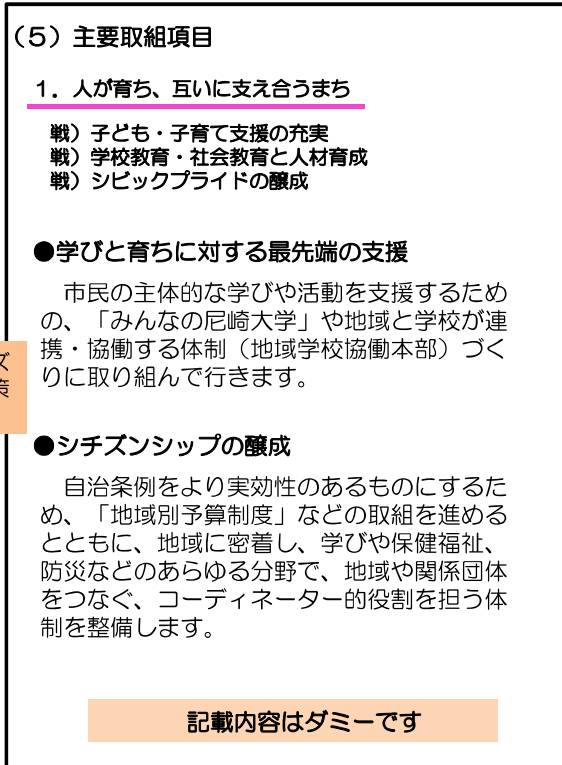 （５）主要取組項目
１．人が育ち、互いに支え合うまち
戦）子ども・子育て支援の充実
戦）学校教育・社会教育と人材育成
戦）シビックプライドの醸成
●学びと育ちに対する最先端の支援
　市民の主体的な学びや活動を支援するため
の、「みんなの尼崎大学」や地域と学校が連
携・協働する体制（地域学校協働本部）づく
りに取り組んで行きます。
ズ
策
●シチズンシップの醸成
　自治条例をより実効性のあるものにするた
め、「地域別予算制度」などの取組を進める
とともに、地域に密着し、学びや保健福祉、
防災などのあらゆる分野で、地域や関係団体
をつなぐ、コーディネーター的役割を担う体
制を整備します。
記載内容はダミーです